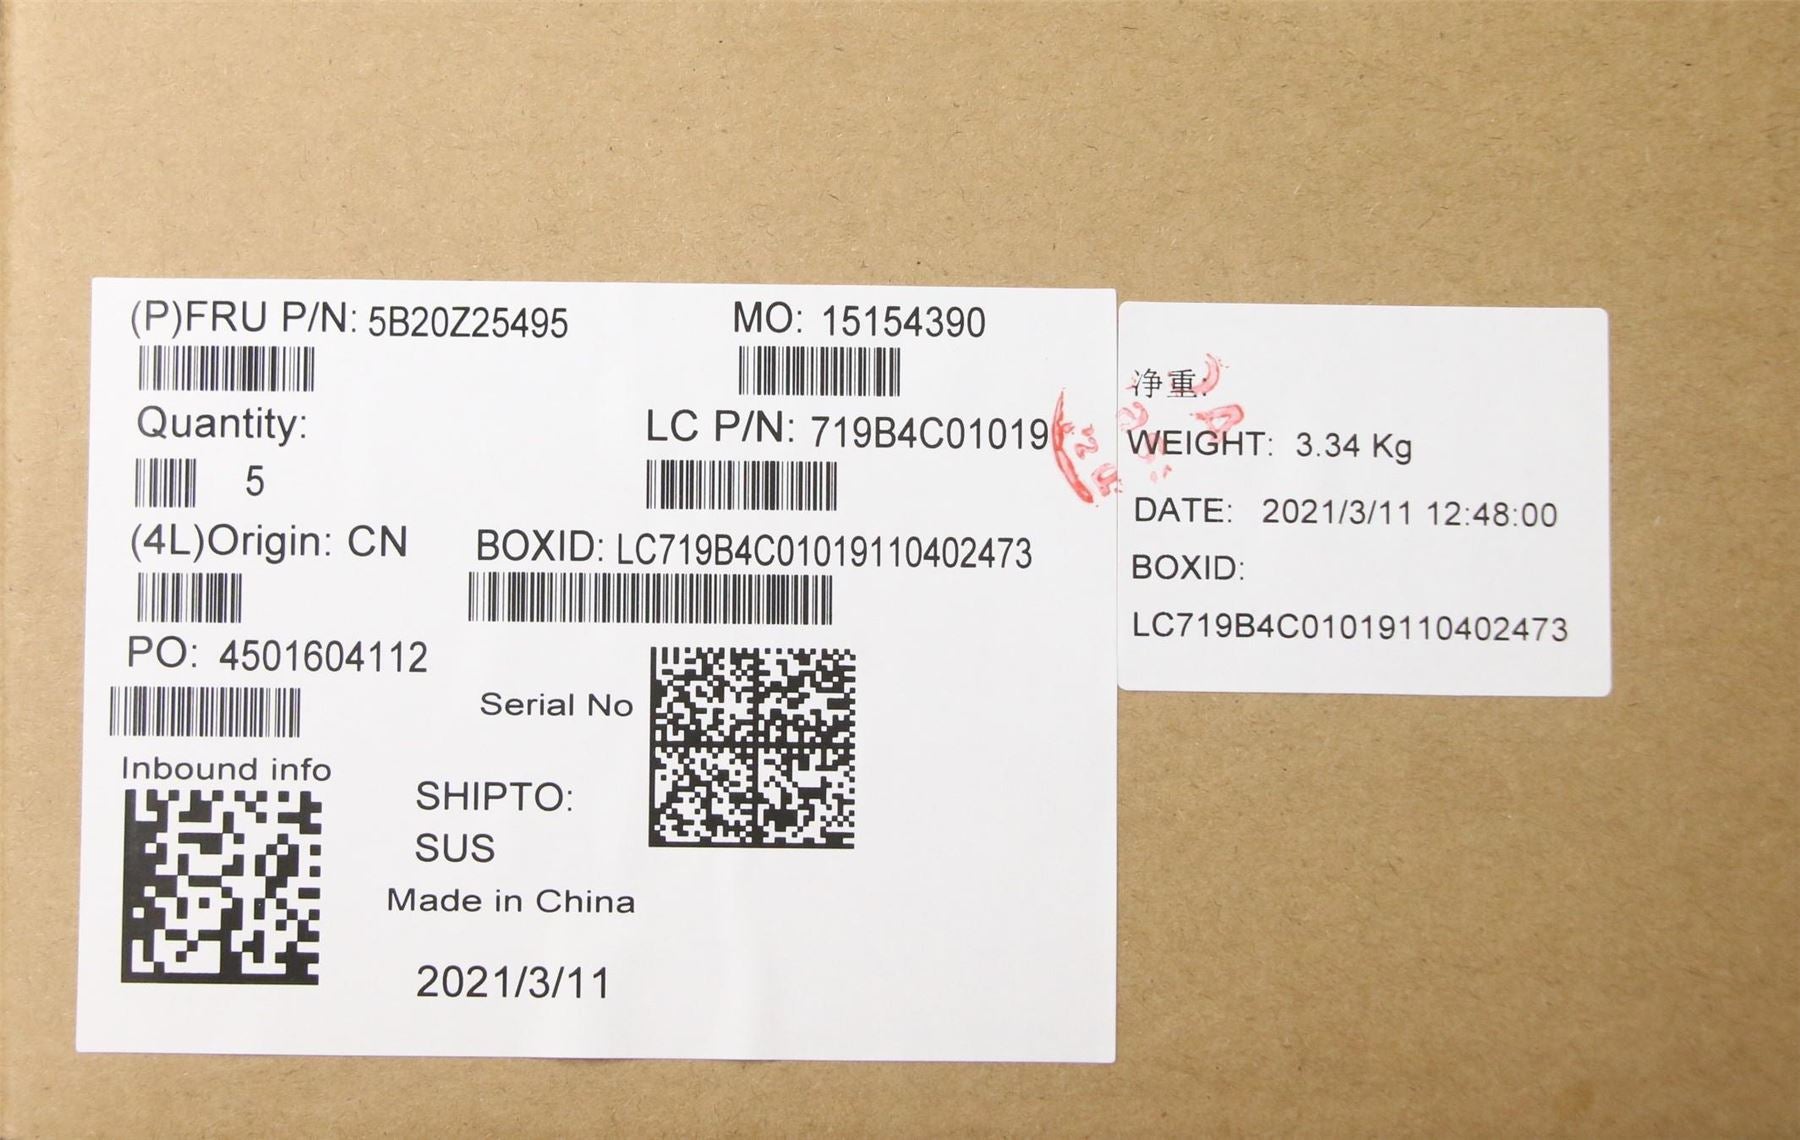 (P)FRU P/N: 5B20Z25495
MO: 15154390
Quantity:
5
LC P/N: 719B4C01019
(4L)Origin: CN
BOXID: LC719B4C01019110402473
PO: 4501604112
Serial No
Inbound info
SHIPTO:
SUS
Made in China
2021/3/11
净重:
WEIGHT: 3.34 Kg
DATE: 2021/3/11 12:48:00
BOXID:
LC719B4C01019110402473